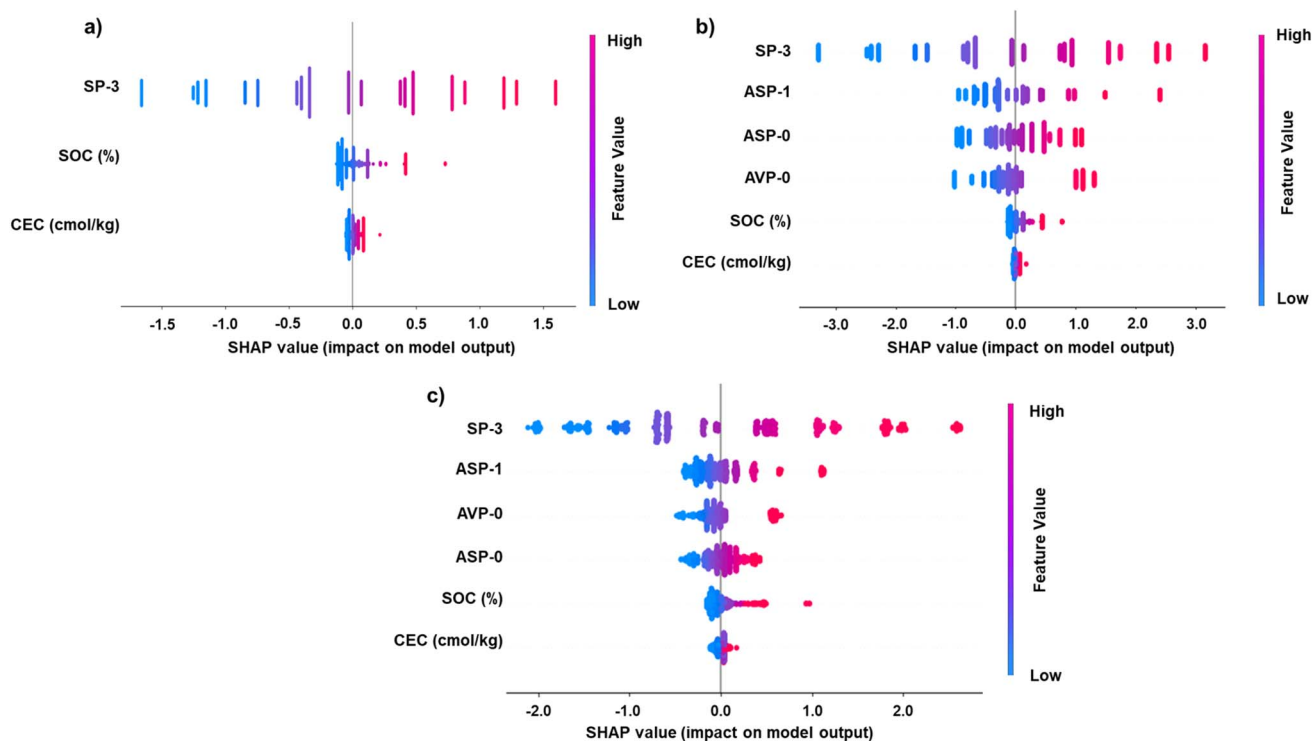 a)
High
SP-3
SOC (%)
CEC (cmol/kg)
Feature Value
Low
-1.5 -1.0 -0.5 0.0 0.5 1.0 1.5
SHAP value (impact on model output)
b)
High
SP-3
ASP-1
ASP-0
AVP-0
SOC (%)
CEC (cmol/kg)
Feature Value
Low
-3.0 -2.0 -1.0 0.0 1.0 2.0 3.0
SHAP value (impact on model output)
c)
High
SP-3
ASP-1
AVP-0
ASP-0
SOC (%)
CEC (cmol/kg)
Feature Value
Low
-2.0 -1.0 0.0 1.0 2.0
SHAP value (impact on model output)